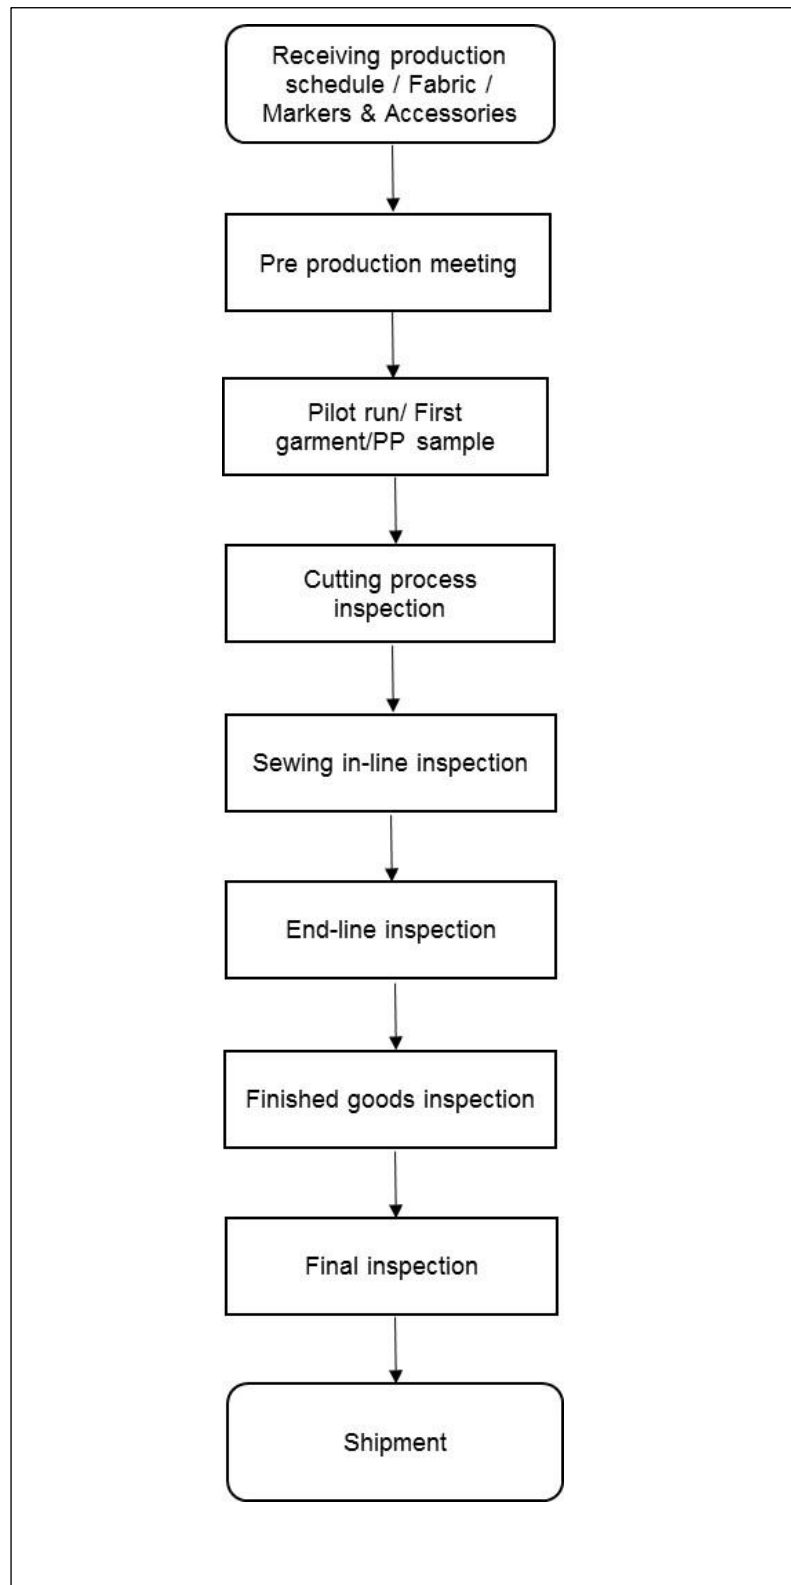 Receiving production
schedule / Fabric /
Markers & Accessories
Pre production meeting
Pilot run/ First
garment/PP sample
Cutting process
inspection
Sewing in-line inspection
End-line inspection
Finished goods inspection
Final inspection
Shipment